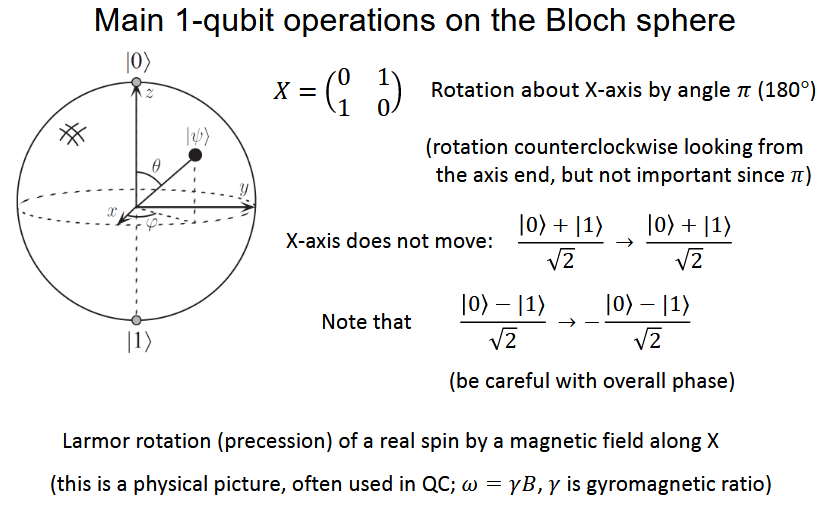 Main 1-qubit operations on the Bloch sphere
|0⟩
z
|ψ⟩
θ
y
x
φ
|1⟩
X = (0 1
1 0)
Rotation about X-axis by angle π (180°)
(rotation counterclockwise looking from
the axis end, but not important since π)
X-axis does not move: (|0⟩ + |1⟩)/√2 → (|0⟩ + |1⟩)/√2
Note that (|0⟩ − |1⟩)/√2 → −(|0⟩ − |1⟩)/√2
(be careful with overall phase)
Larmor rotation (precession) of a real spin by a magnetic field along X
(this is a physical picture, often used in QC; ω = γB, γ is gyromagnetic ratio)